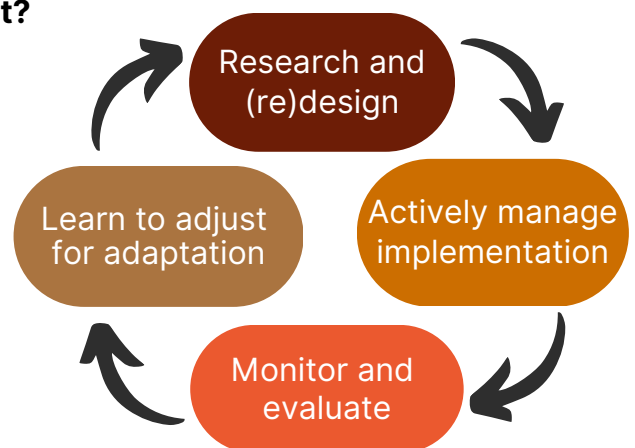 t?
Research and
(re)design
Actively manage
implementation
Monitor and
evaluate
Learn to adjust
for adaptation